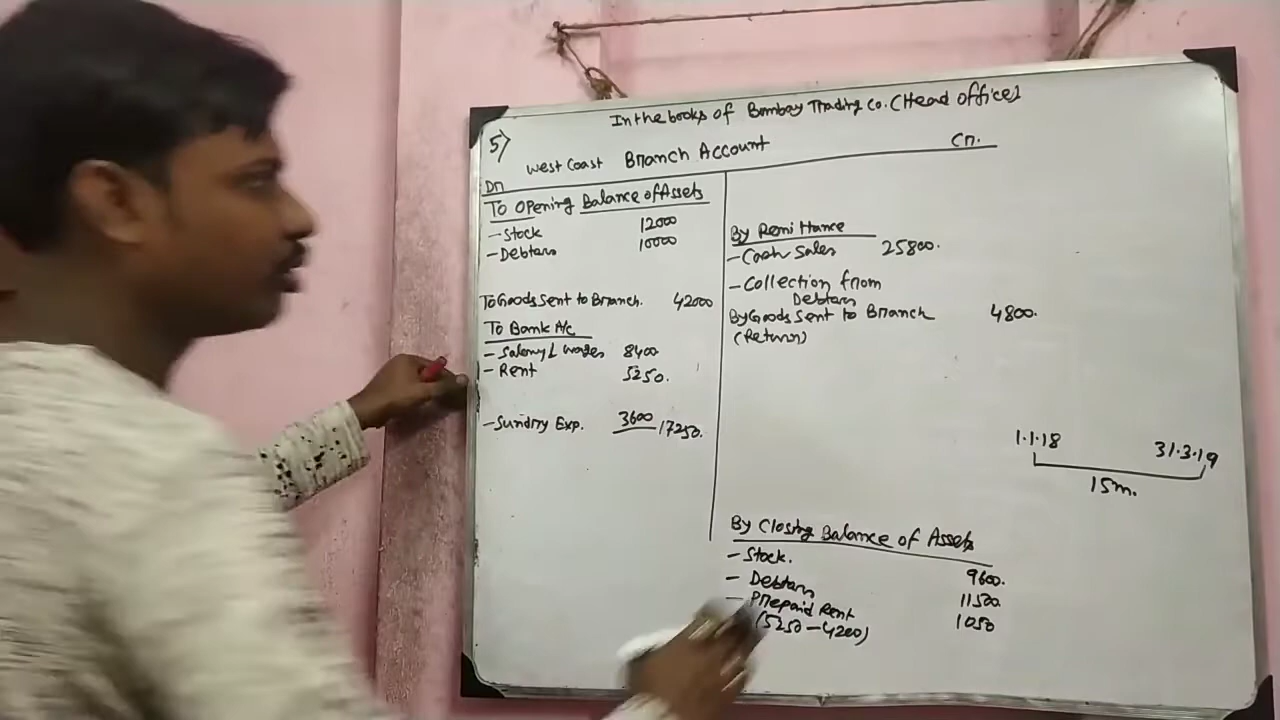 In the books of Bombay Trading Co. (Head Office)
5)
West Coast Branch Account
Dr
Cr.
To Opening Balance of Assets
- Stock 12000
- Debtors 10000
To Goods Sent to Branch. 42000
To Bank A/c
- Salary & Wages 8400
- Rent 5250.
- Sundry Exp. 3600 17250.
By Remittance
- Cash Sales 25800.
- Collection from
Debtors
By Goods Sent to Branch 4800.
(Return)
1.1.18 31.3.19
15m.
By Closing Balance of Assets
- Stock. 9600.
- Debtors 11500
- Prepaid Rent 1050
(5250-4200)